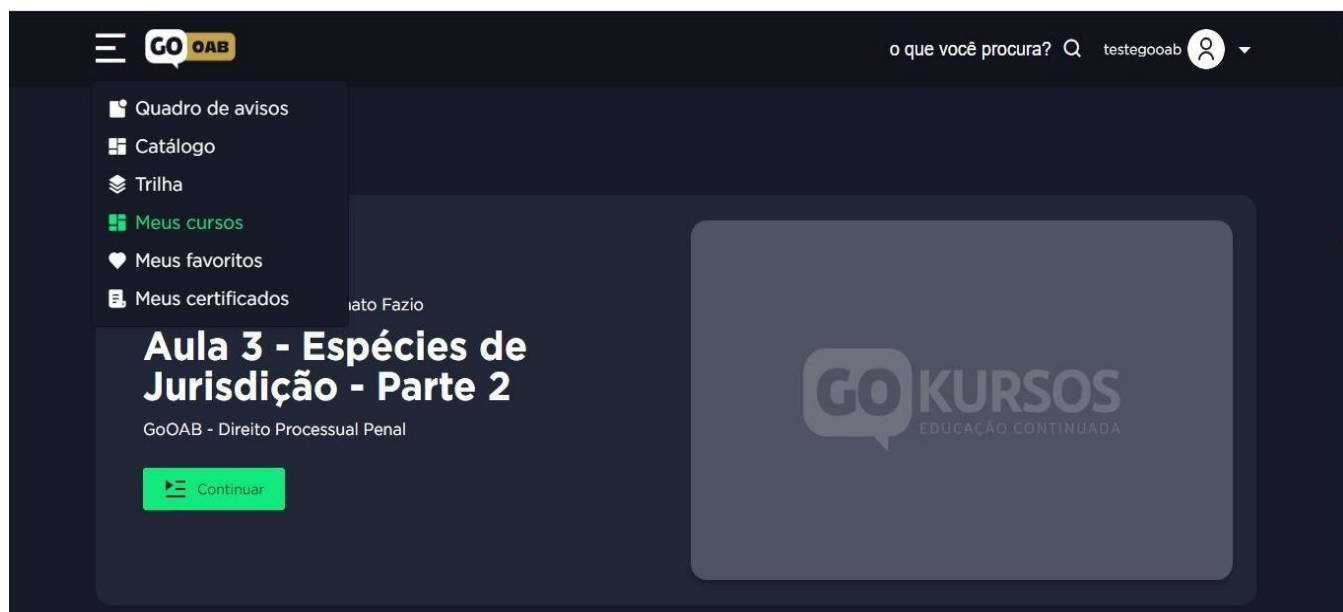 GO OAB
o que você procura?
testegooab
Quadro de avisos
Catálogo
Trilha
Meus cursos
Meus favoritos
Meus certificados
Fazio
Aula 3 - Espécies de
Jurisdição - Parte 2
GoOAB - Direito Processual Penal
Continuar
GO KURSOS
EDUCAÇÃO CONTINUADA